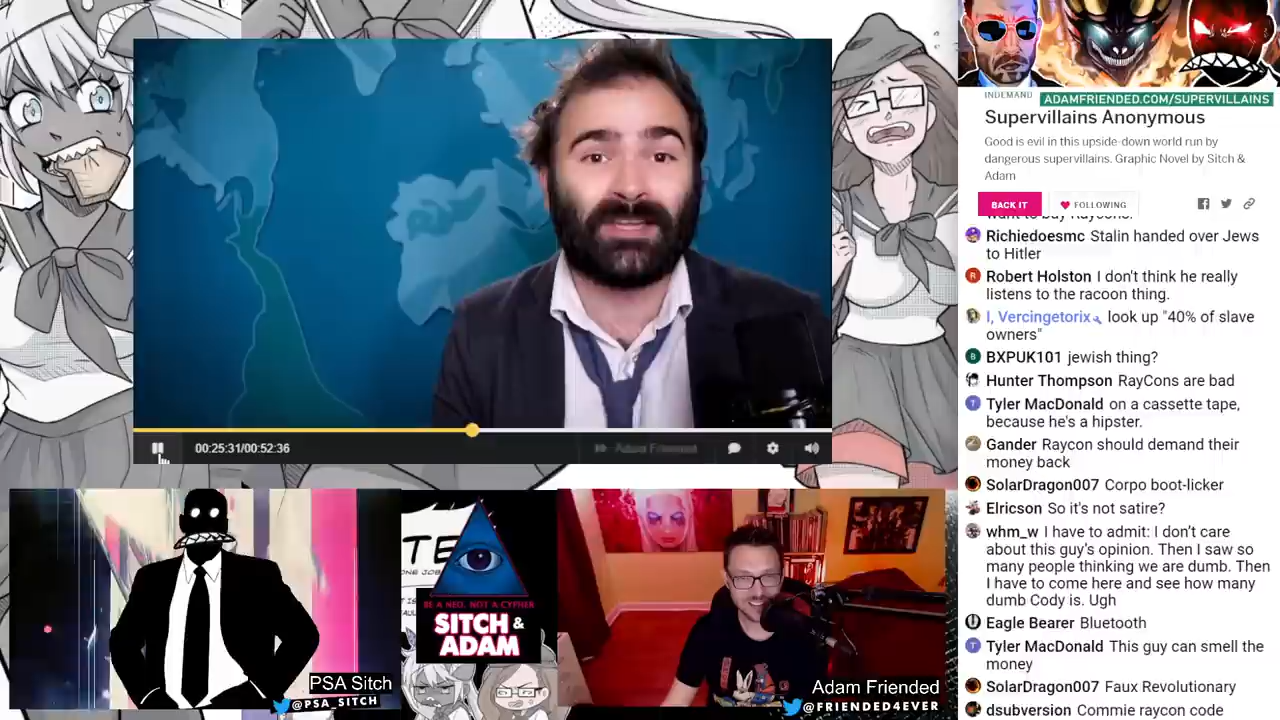 INDEMAND
ADAMFRIENDED.COM/SUPERVILLAINS
Supervillains Anonymous
Good is evil in this upside-down world run by
dangerous supervillains. Graphic Novel by Sitch &
Adam
BACK IT
FOLLOWING
want to buy Raycons.
Richiedoesmc Stalin handed over Jews
to Hitler
Robert Holston I don't think he really
listens to the racoon thing.
I, Vercingetorix look up "40% of slave
owners"
BXPUK101 jewish thing?
Hunter Thompson RayCons are bad
Tyler MacDonald on a cassette tape,
because he's a hipster.
Gander Raycon should demand their
money back
SolarDragon007 Corpo boot-licker
Elricson So it's not satire?
whm_w I have to admit: I don't care
about this guy's opinion. Then I saw so
many people thinking we are dumb. Then
I have to come here and see how many
dumb Cody is. Ugh
Eagle Bearer Bluetooth
Tyler MacDonald This guy can smell the
money
SolarDragon007 Faux Revolutionary
dsubversion Commie raycon code
00:25:31/00:52:36
Adam Friended
BE A NEO, NOT A CYPHER
SITCH &
ADAM
PSA Sitch
@PSA_SITCH
Adam Friended
@FRIENDED4EVER